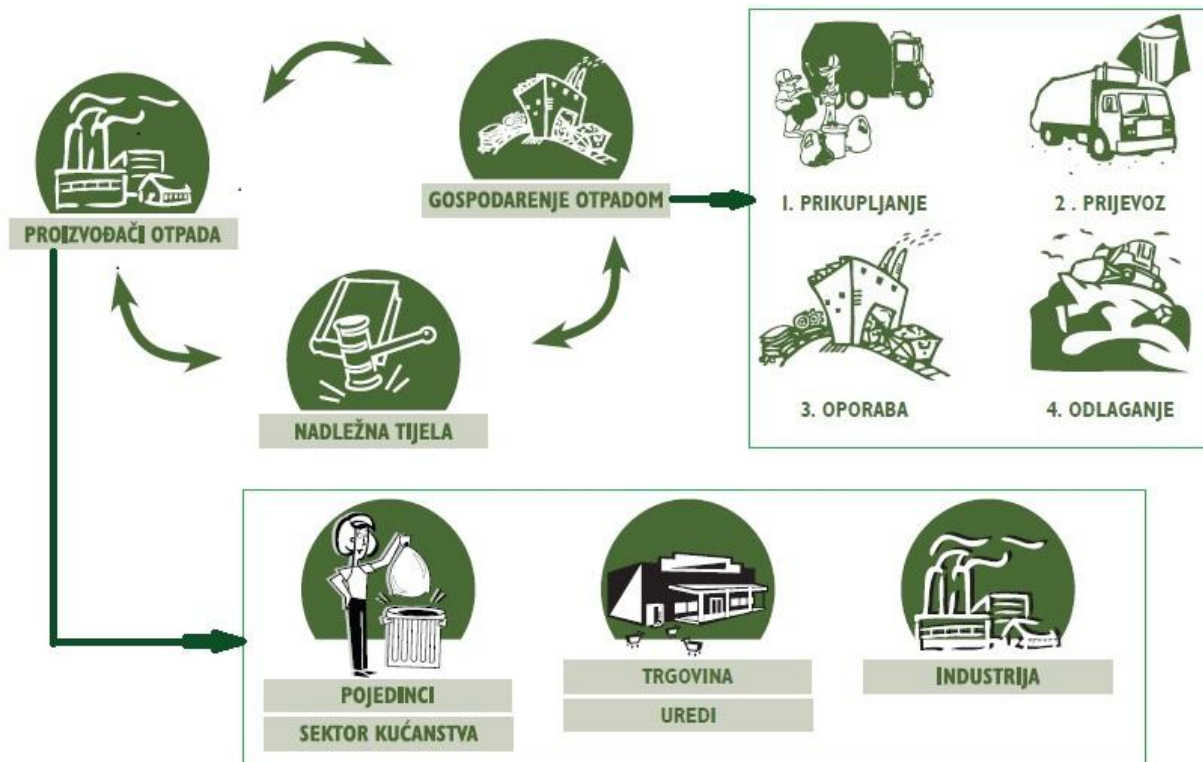 PROIZVOĐAČI OTPADA
GOSPODARENJE OTPADOM
NADLEŽNA TIJELA
1. PRIKUPLJANJE
2 . PRIJEVOZ
3. OPORABA
4. ODLAGANJE
POJEDINCI
SEKTOR KUĆANSTVA
TRGOVINA
UREDI
INDUSTRIJA